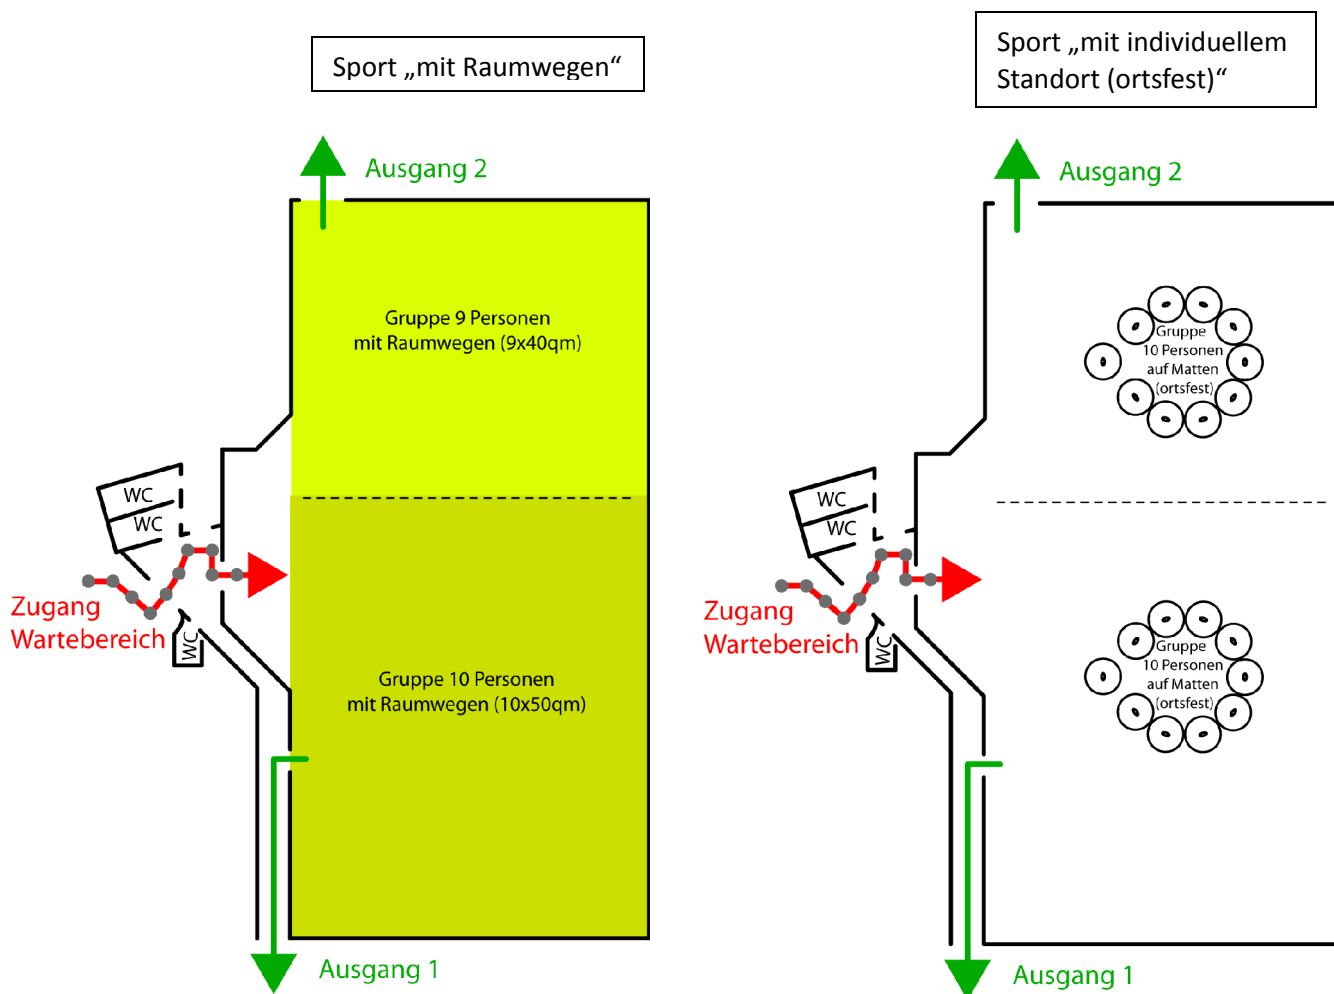 Sport „mit Raumwegen“
Ausgang 2
Gruppe 9 Personen
mit Raumwegen (9x40qm)
WC
WC
Zugang
Wartebereich
WC
Gruppe 10 Personen
mit Raumwegen (10x50qm)
Ausgang 1
Sport „mit individuellem
Standort (ortsfest)“
Ausgang 2
Gruppe
10 Personen
auf Matten
(ortsfest)
WC
WC
Zugang
Wartebereich
WC
Gruppe
10 Personen
auf Matten
(ortsfest)
Ausgang 1